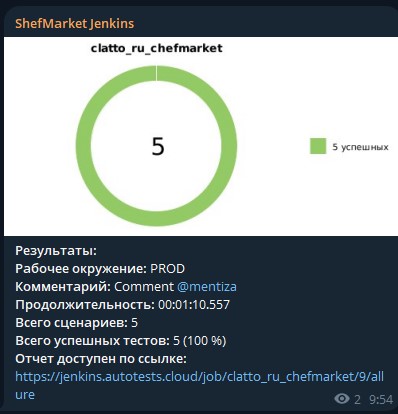 ShefMarket Jenkins
clatto_ru_chefmarket
5
5 успешных
Результаты:
Рабочее окружение: PROD
Комментарий: Comment @mentiza
Продолжительность: 00:01:10.557
Всего сценариев: 5
Всего успешных тестов: 5 (100 %)
Отчет доступен по ссылке:
https://jenkins.autotests.cloud/job/clatto_ru_chefmarket/9/all
ure
2 9:54